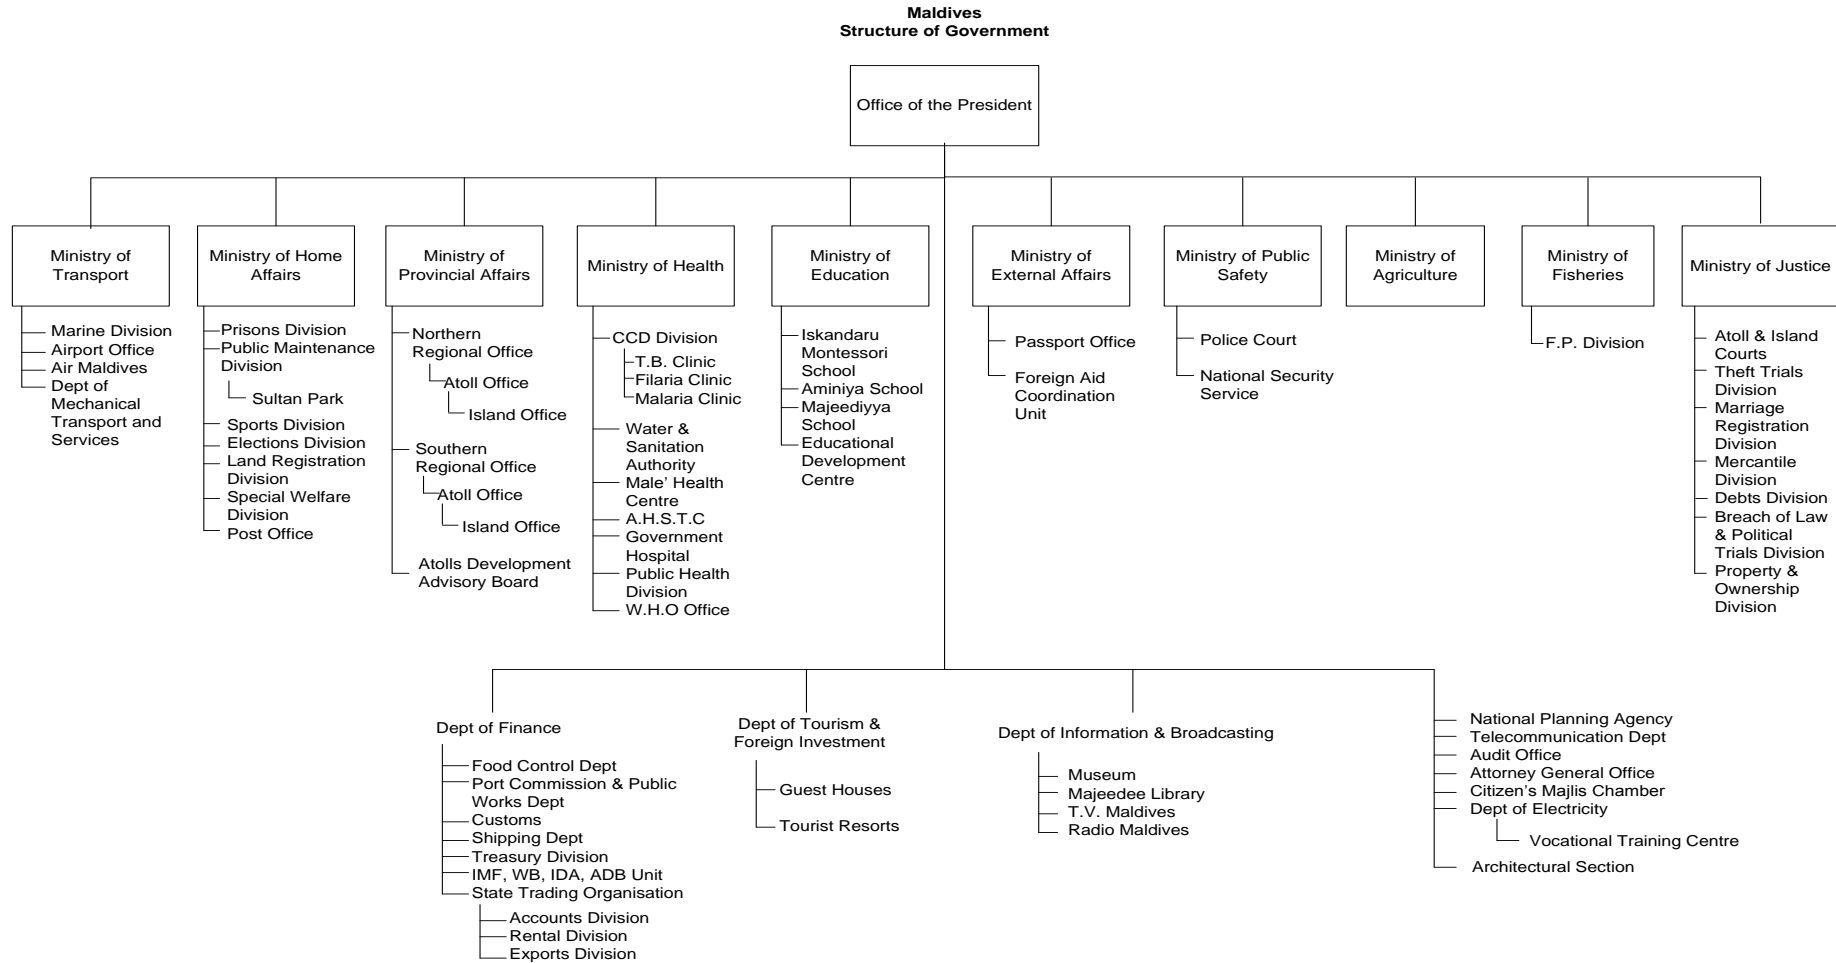 Maldives
Structure of Government
Office of the President
Ministry of
Transport
Marine Division
Airport Office
Air Maldives
Dept of
Mechanical
Transport and
Services
Ministry of Home
Affairs
Prisons Division
Public Maintenance
Division
Sultan Park
Sports Division
Elections Division
Land Registration
Division
Special Welfare
Division
Post Office
Ministry of
Provincial Affairs
Northern
Regional Office
Atoll Office
Island Office
Southern
Regional Office
Atoll Office
Island Office
Atolls Development
Advisory Board
Ministry of Health
CCD Division
T.B. Clinic
Filaria Clinic
Malaria Clinic
Water &
Sanitation
Authority
Male’ Health
Centre
A.H.S.T.C
Government
Hospital
Public Health
Division
W.H.O Office
Ministry of
Education
Iskandaru
Montessori
School
Aminiya School
Majeediyya
School
Educational
Development
Centre
Ministry of
External Affairs
Passport Office
Foreign Aid
Coordination
Unit
Ministry of Public
Safety
Police Court
National Security
Service
Ministry of
Agriculture
Ministry of
Fisheries
F.P. Division
Ministry of Justice
Atoll & Island
Courts
Theft Trials
Division
Marriage
Registration
Division
Mercantile
Division
Debts Division
Breach of Law
& Political
Trials Division
Property &
Ownership
Division
Dept of Finance
Food Control Dept
Port Commission & Public
Works Dept
Customs
Shipping Dept
Treasury Division
IMF, WB, IDA, ADB Unit
State Trading Organisation
Accounts Division
Rental Division
Exports Division
Dept of Tourism &
Foreign Investment
Guest Houses
Tourist Resorts
Dept of Information & Broadcasting
Museum
Majeedee Library
T.V. Maldives
Radio Maldives
National Planning Agency
Telecommunication Dept
Audit Office
Attorney General Office
Citizen’s Majlis Chamber
Dept of Electricity
Vocational Training Centre
Architectural Section